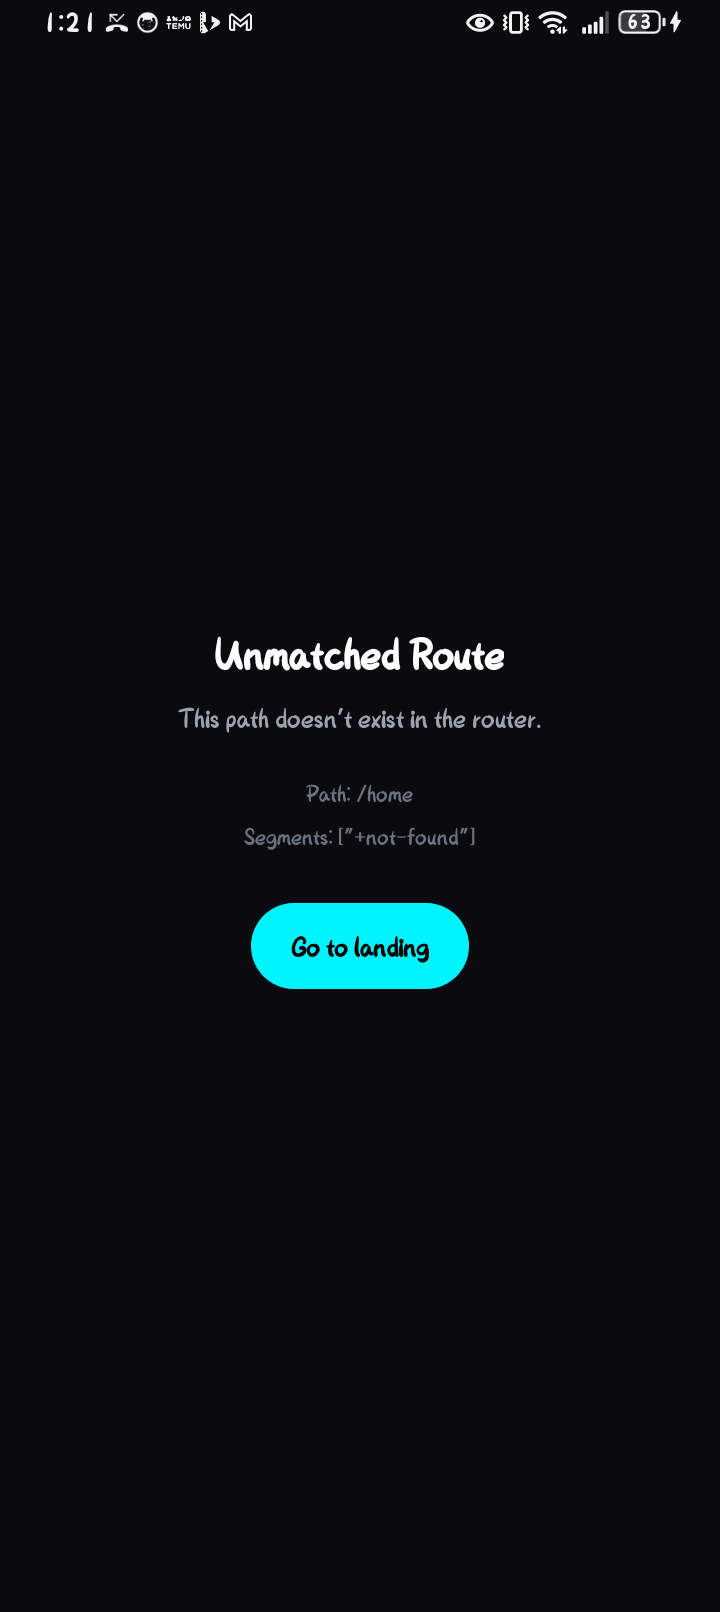 1:21
TEMU
63
Unmatched Route
This path doesn't exist in the router.
Path: /home
Segments: ["+not-found"]
Go to landing